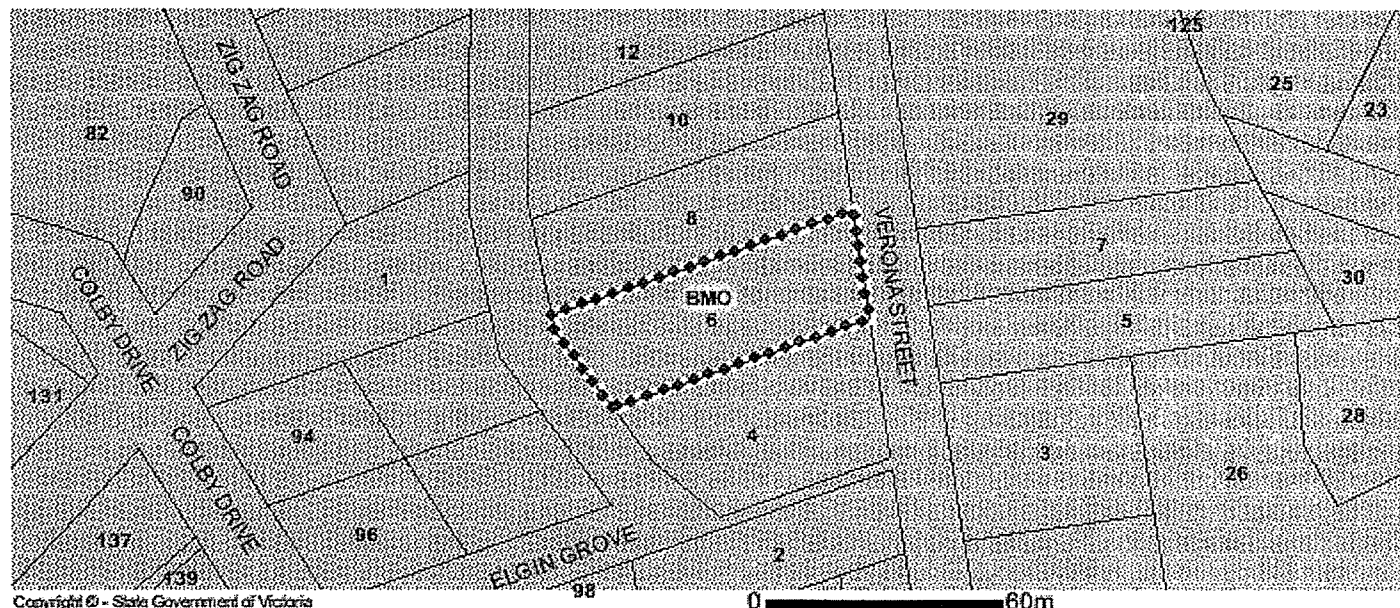 125
12
25
23
ZIG ZAG ROAD
10
29
82
90
8
VERONA STREET
7
1
30
BMO
6
COLBY DRIVE
ZIG ZAG ROAD
5
131
94
4
28
COLBY DRIVE
3
26
137
96
ELGIN GROVE
2
139
98
Copyright © - State Government of Victoria
0 60m